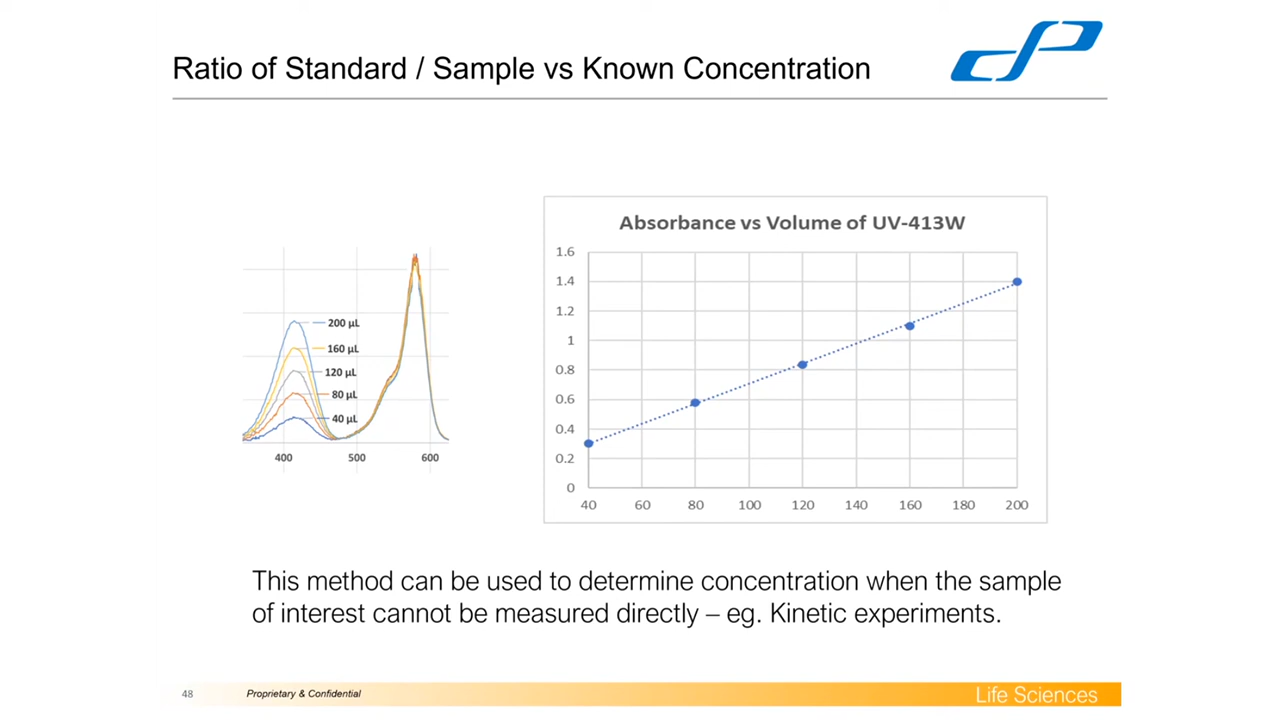 Ratio of Standard / Sample vs Known Concentration
200 µL
160 µL
120 µL
80 µL
40 µL
400 500 600
Absorbance vs Volume of UV-413W
1.6
1.4
1.2
1
0.8
0.6
0.4
0.2
0
40 60 80 100 120 140 160 180 200
This method can be used to determine concentration when the sample
of interest cannot be measured directly – eg. Kinetic experiments.
48 Proprietary & Confidential Life Sciences